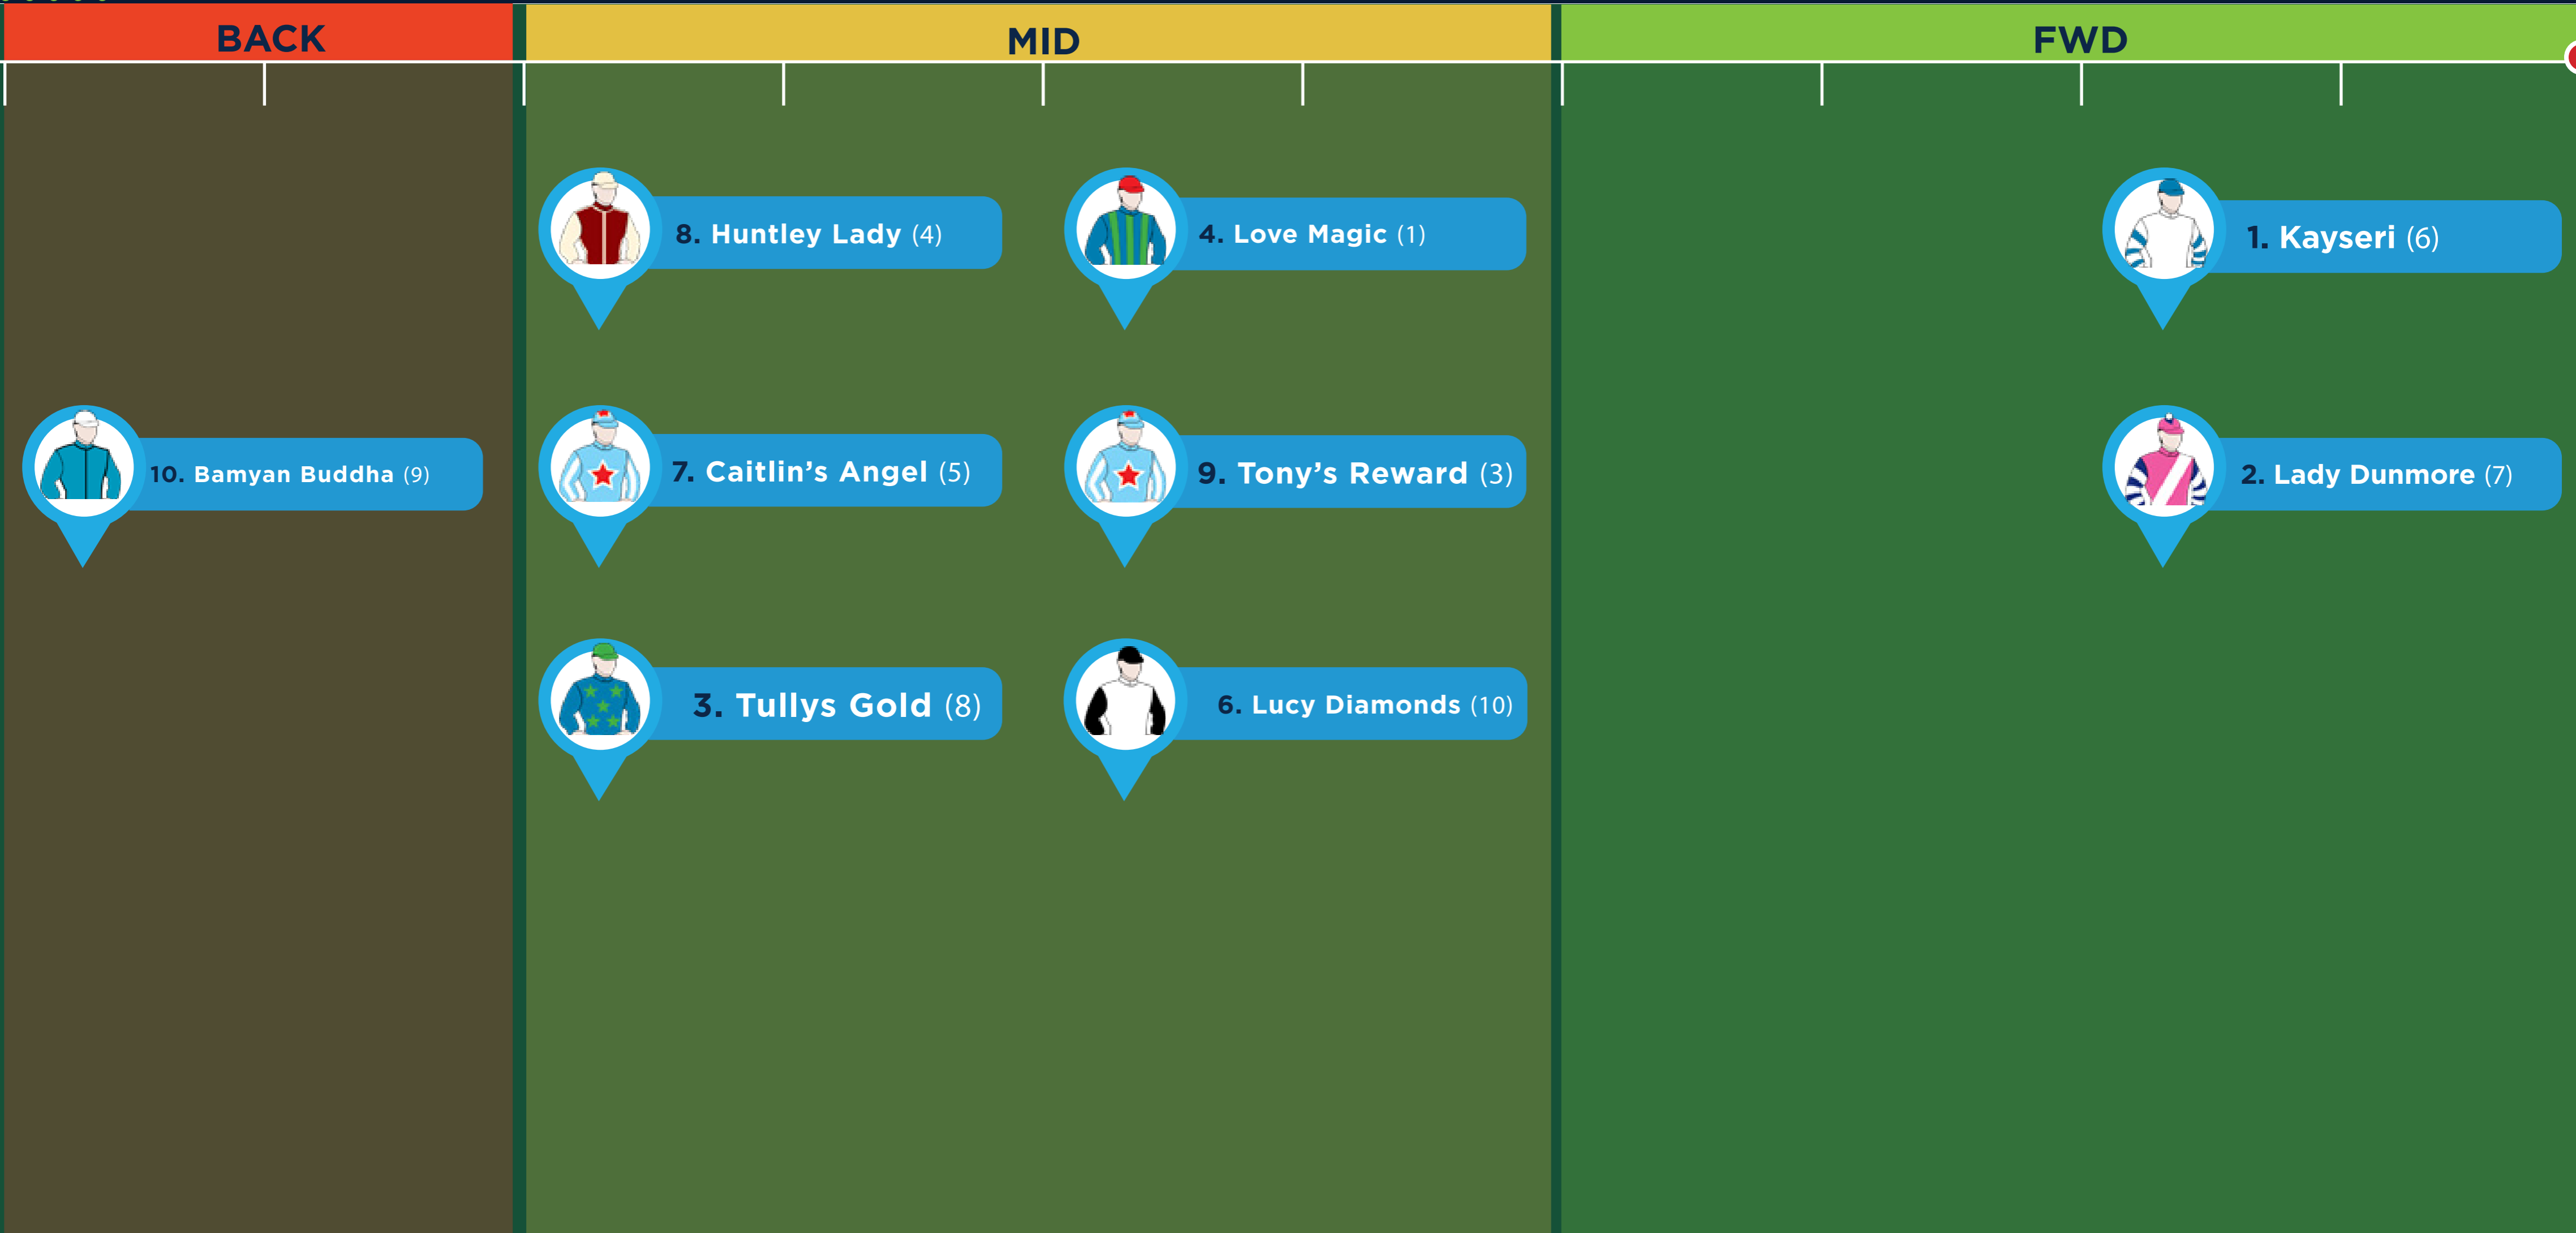 BACK
MID
FWD
8. Huntley Lady (4)
4. Love Magic (1)
1. Kayseri (6)
10. Bamyan Buddha (9)
7. Caitlin’s Angel (5)
9. Tony’s Reward (3)
2. Lady Dunmore (7)
3. Tullys Gold (8)
6. Lucy Diamonds (10)